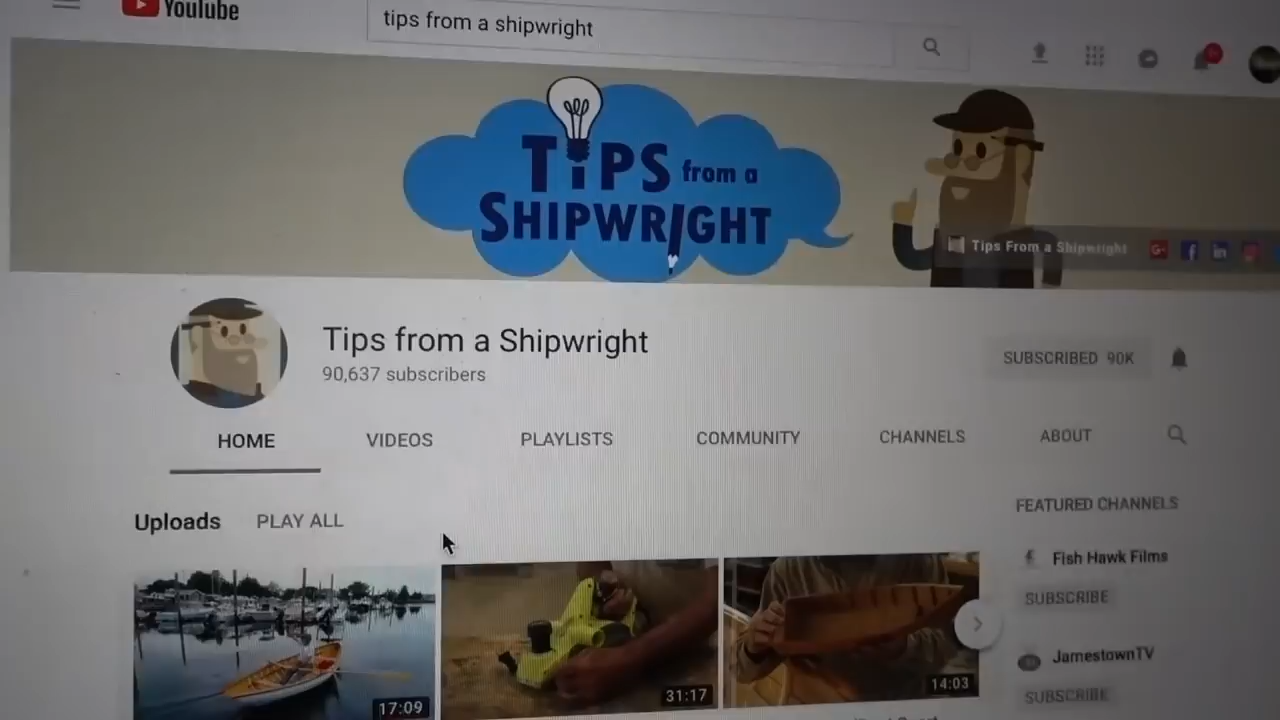 YouTube
tips from a shipwright
TiPS from a
SHIPWRIGHT
Tips From a Shipwright
Tips from a Shipwright
90,637 subscribers
SUBSCRIBED 90K
HOME VIDEOS PLAYLISTS COMMUNITY CHANNELS ABOUT
Uploads PLAY ALL
FEATURED CHANNELS
Fish Hawk Films
SUBSCRIBE
JamestownTV
SUBSCRIBE
17:09
31:17
14:03